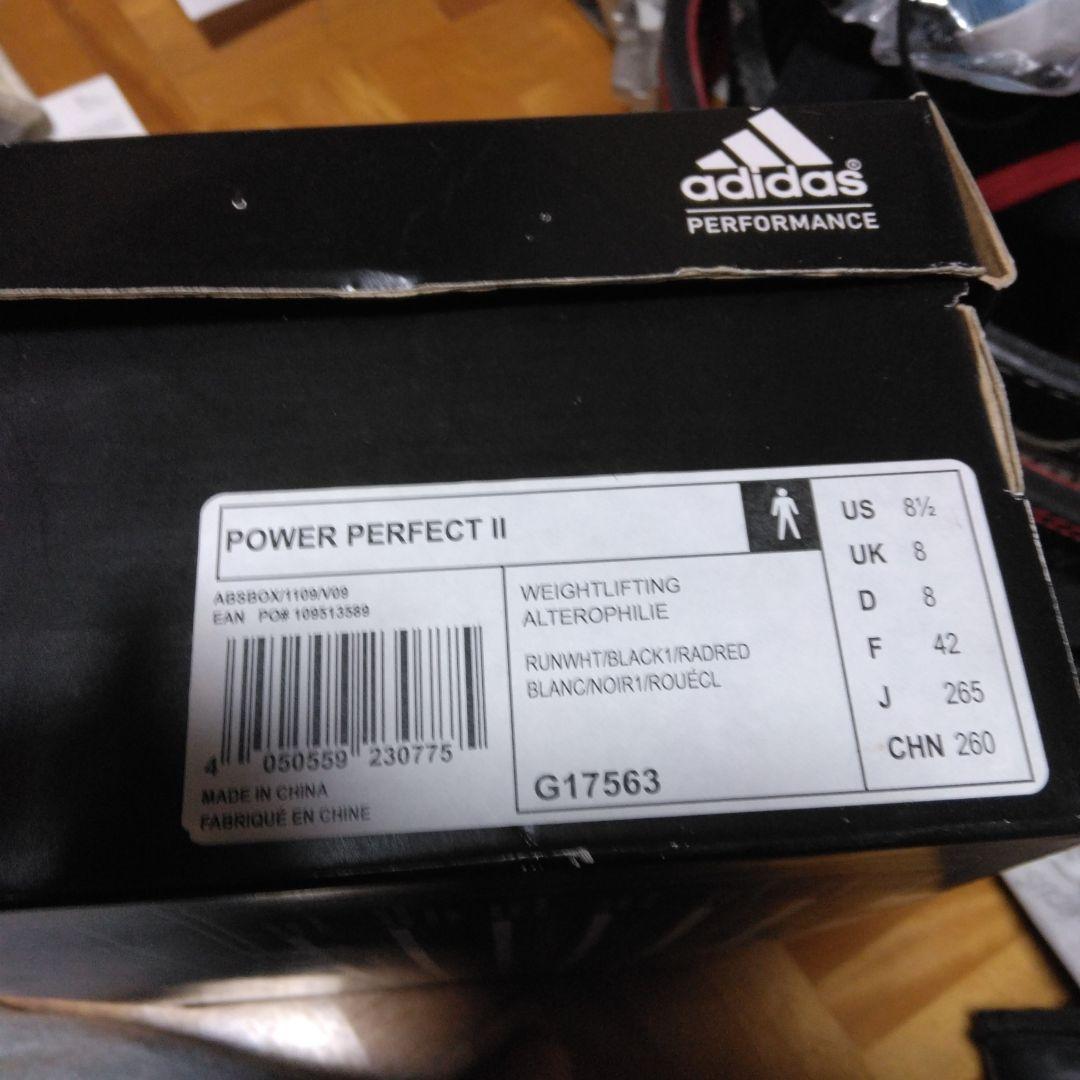 adidas®
PERFORMANCE
POWER PERFECT II
ABSBOX/1109/V09
EAN PO# 109513589
4 050559 230775
MADE IN CHINA
FABRIQUÉ EN CHINE
WEIGHTLIFTING
ALTEROPHILIE
RUNWHT/BLACK1/RADRED
BLANC/NOIR1/ROUÉCL
G17563
US 8½
UK 8
D 8
F 42
J 265
CHN 260